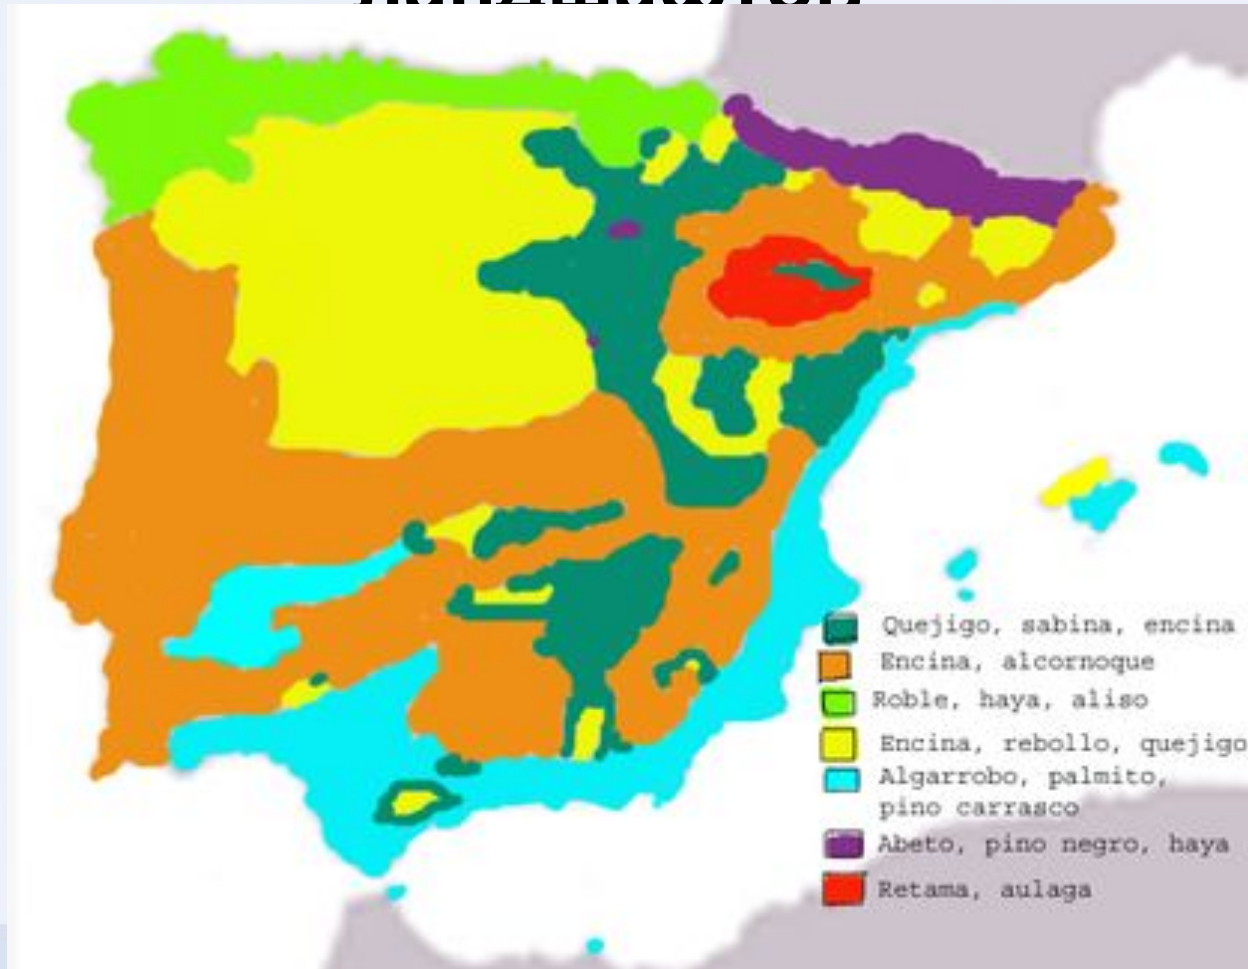 Quejigo, sabina, encina
Encina, alcornoque
Roble, haya, aliso
Encina, rebollo, quejigo
Algarrobo, palmito,
pino carrasco
Abeto, pino negro, haya
Retama, aulaga